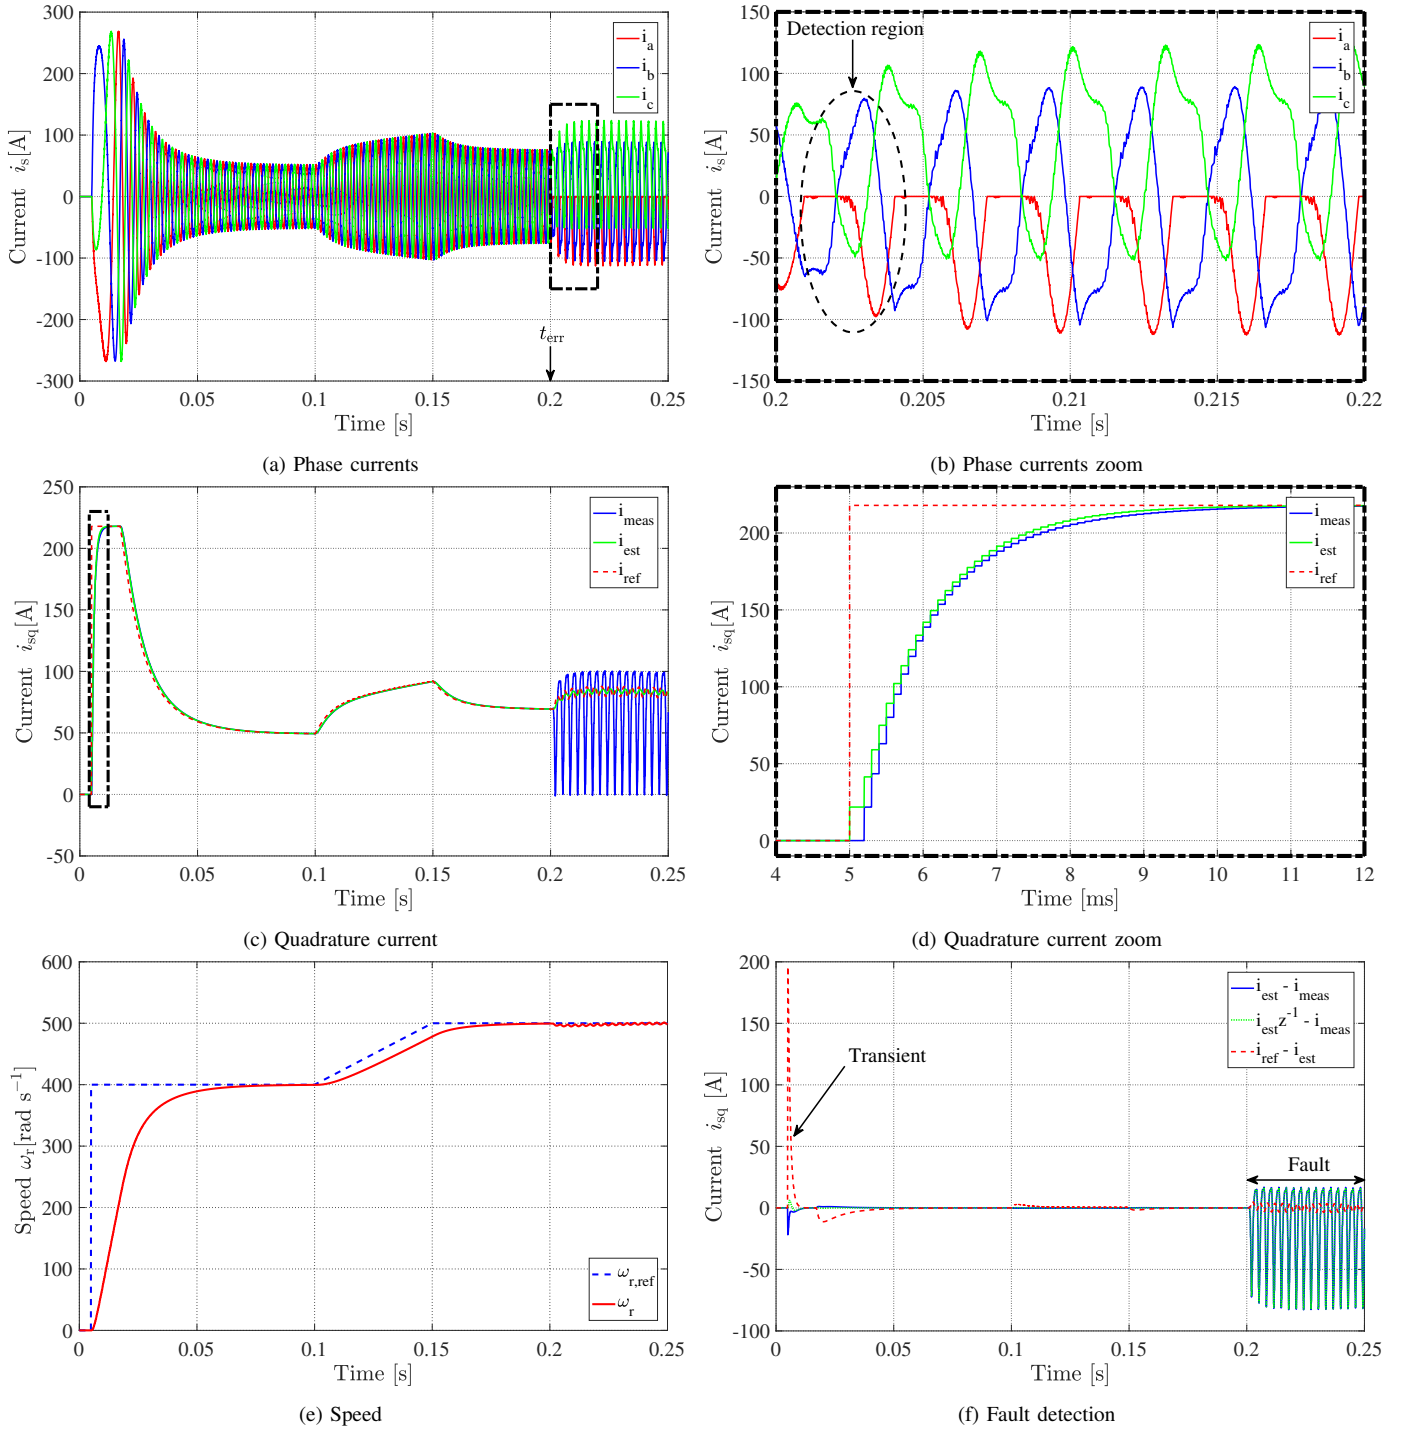 300
200
100
0
-100
-200
-300
Current i_s[A]
i_a
i_b
i_c
t_err
0 0.05 0.1 0.15 0.2 0.25
Time [s]
(a) Phase currents
150
100
50
0
-50
-100
-150
Current i_s[A]
Detection region
i_a
i_b
i_c
0.2 0.205 0.21 0.215 0.22
Time [s]
(b) Phase currents zoom
250
200
150
100
50
0
-50
Current i_sq[A]
i_meas
i_est
i_ref
0 0.05 0.1 0.15 0.2 0.25
Time [s]
(c) Quadrature current
200
150
100
50
0
Current i_sq[A]
i_meas
i_est
i_ref
4 5 6 7 8 9 10 11 12
Time [ms]
(d) Quadrature current zoom
600
500
400
300
200
100
0
Speed ω_r[rad s⁻¹]
ω_r,ref
ω_r
0 0.05 0.1 0.15 0.2 0.25
Time [s]
(e) Speed
200
150
100
50
0
-50
-100
Current i_sq [A]
i_est - i_meas
i_est z⁻¹ - i_meas
i_ref - i_est
Transient
Fault
0 0.05 0.1 0.15 0.2 0.25
Time [s]
(f) Fault detection